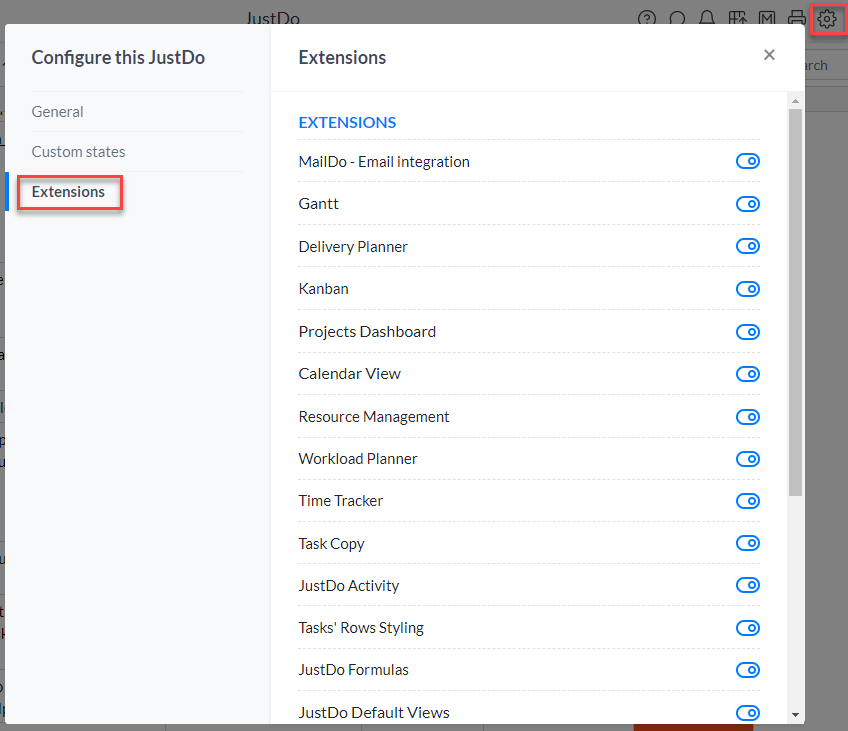 JustDo
Configure this JustDo
Extensions
General
Custom states
Extensions
EXTENSIONS
MailDo - Email integration
Gantt
Delivery Planner
Kanban
Projects Dashboard
Calendar View
Resource Management
Workload Planner
Time Tracker
Task Copy
JustDo Activity
Tasks' Rows Styling
JustDo Formulas
JustDo Default Views